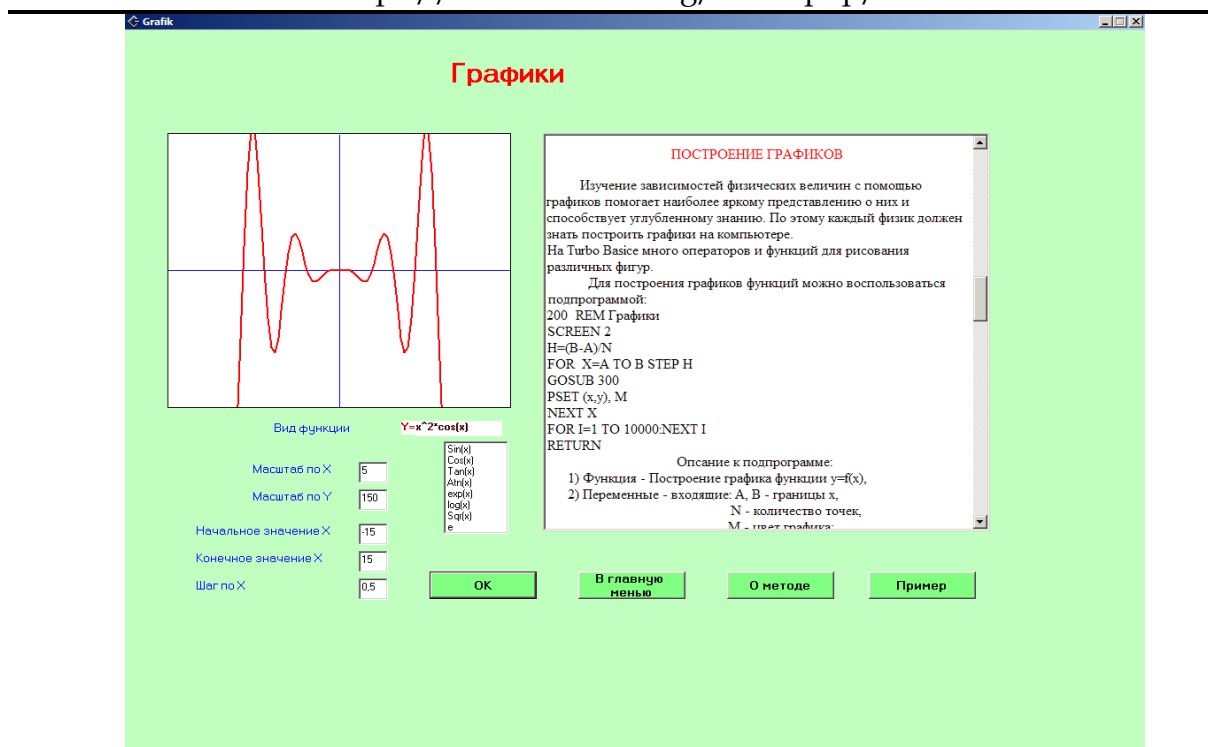 Grafik
Графики
ПОСТРОЕНИЕ ГРАФИКОВ
Изучение зависимостей физических величин с помощью
графиков помогает наиболее яркому представлению о них и
способствует углубленному знанию. По этому каждый физик должен
знать построить графики на компьютере.
На Turbo Basicе много операторов и функций для рисования
различных фигур.
Для построения графиков функций можно воспользоваться
подпрограммой:
200 REM Графики
SCREEN 2
H=(B-A)/N
FOR X=A TO B STEP H
GOSUB 300
PSET (x,y), M
NEXT X
FOR I=1 TO 10000:NEXT I
RETURN
Опсание к подпрограмме:
1) Функция - Построение графика функции y=f(x),
2) Переменные - входящие: A, B - границы x,
N - количество точек,
M - цвет графика;
Вид функции Y=x^2*cos(x)
Sin(x)
Cos(x)
Tan(x)
Atn(x)
exp(x)
log(x)
Sqr(x)
e
Масштаб по X 5
Масштаб по Y 150
Начальное значение X -15
Конечное значение X 15
Шаг по X 0,5
OK
В главную
менью
О методе
Пример